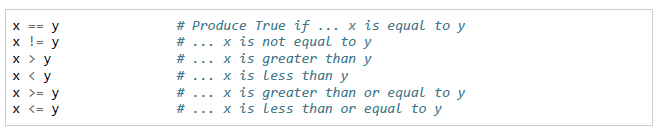 x == y               # Produce True if ... x is equal to y
x != y               # ... x is not equal to y
x > y                # ... x is greater than y
x < y                # ... x is less than y
x >= y               # ... x is greater than or equal to y
x <= y               # ... x is less than or equal to y